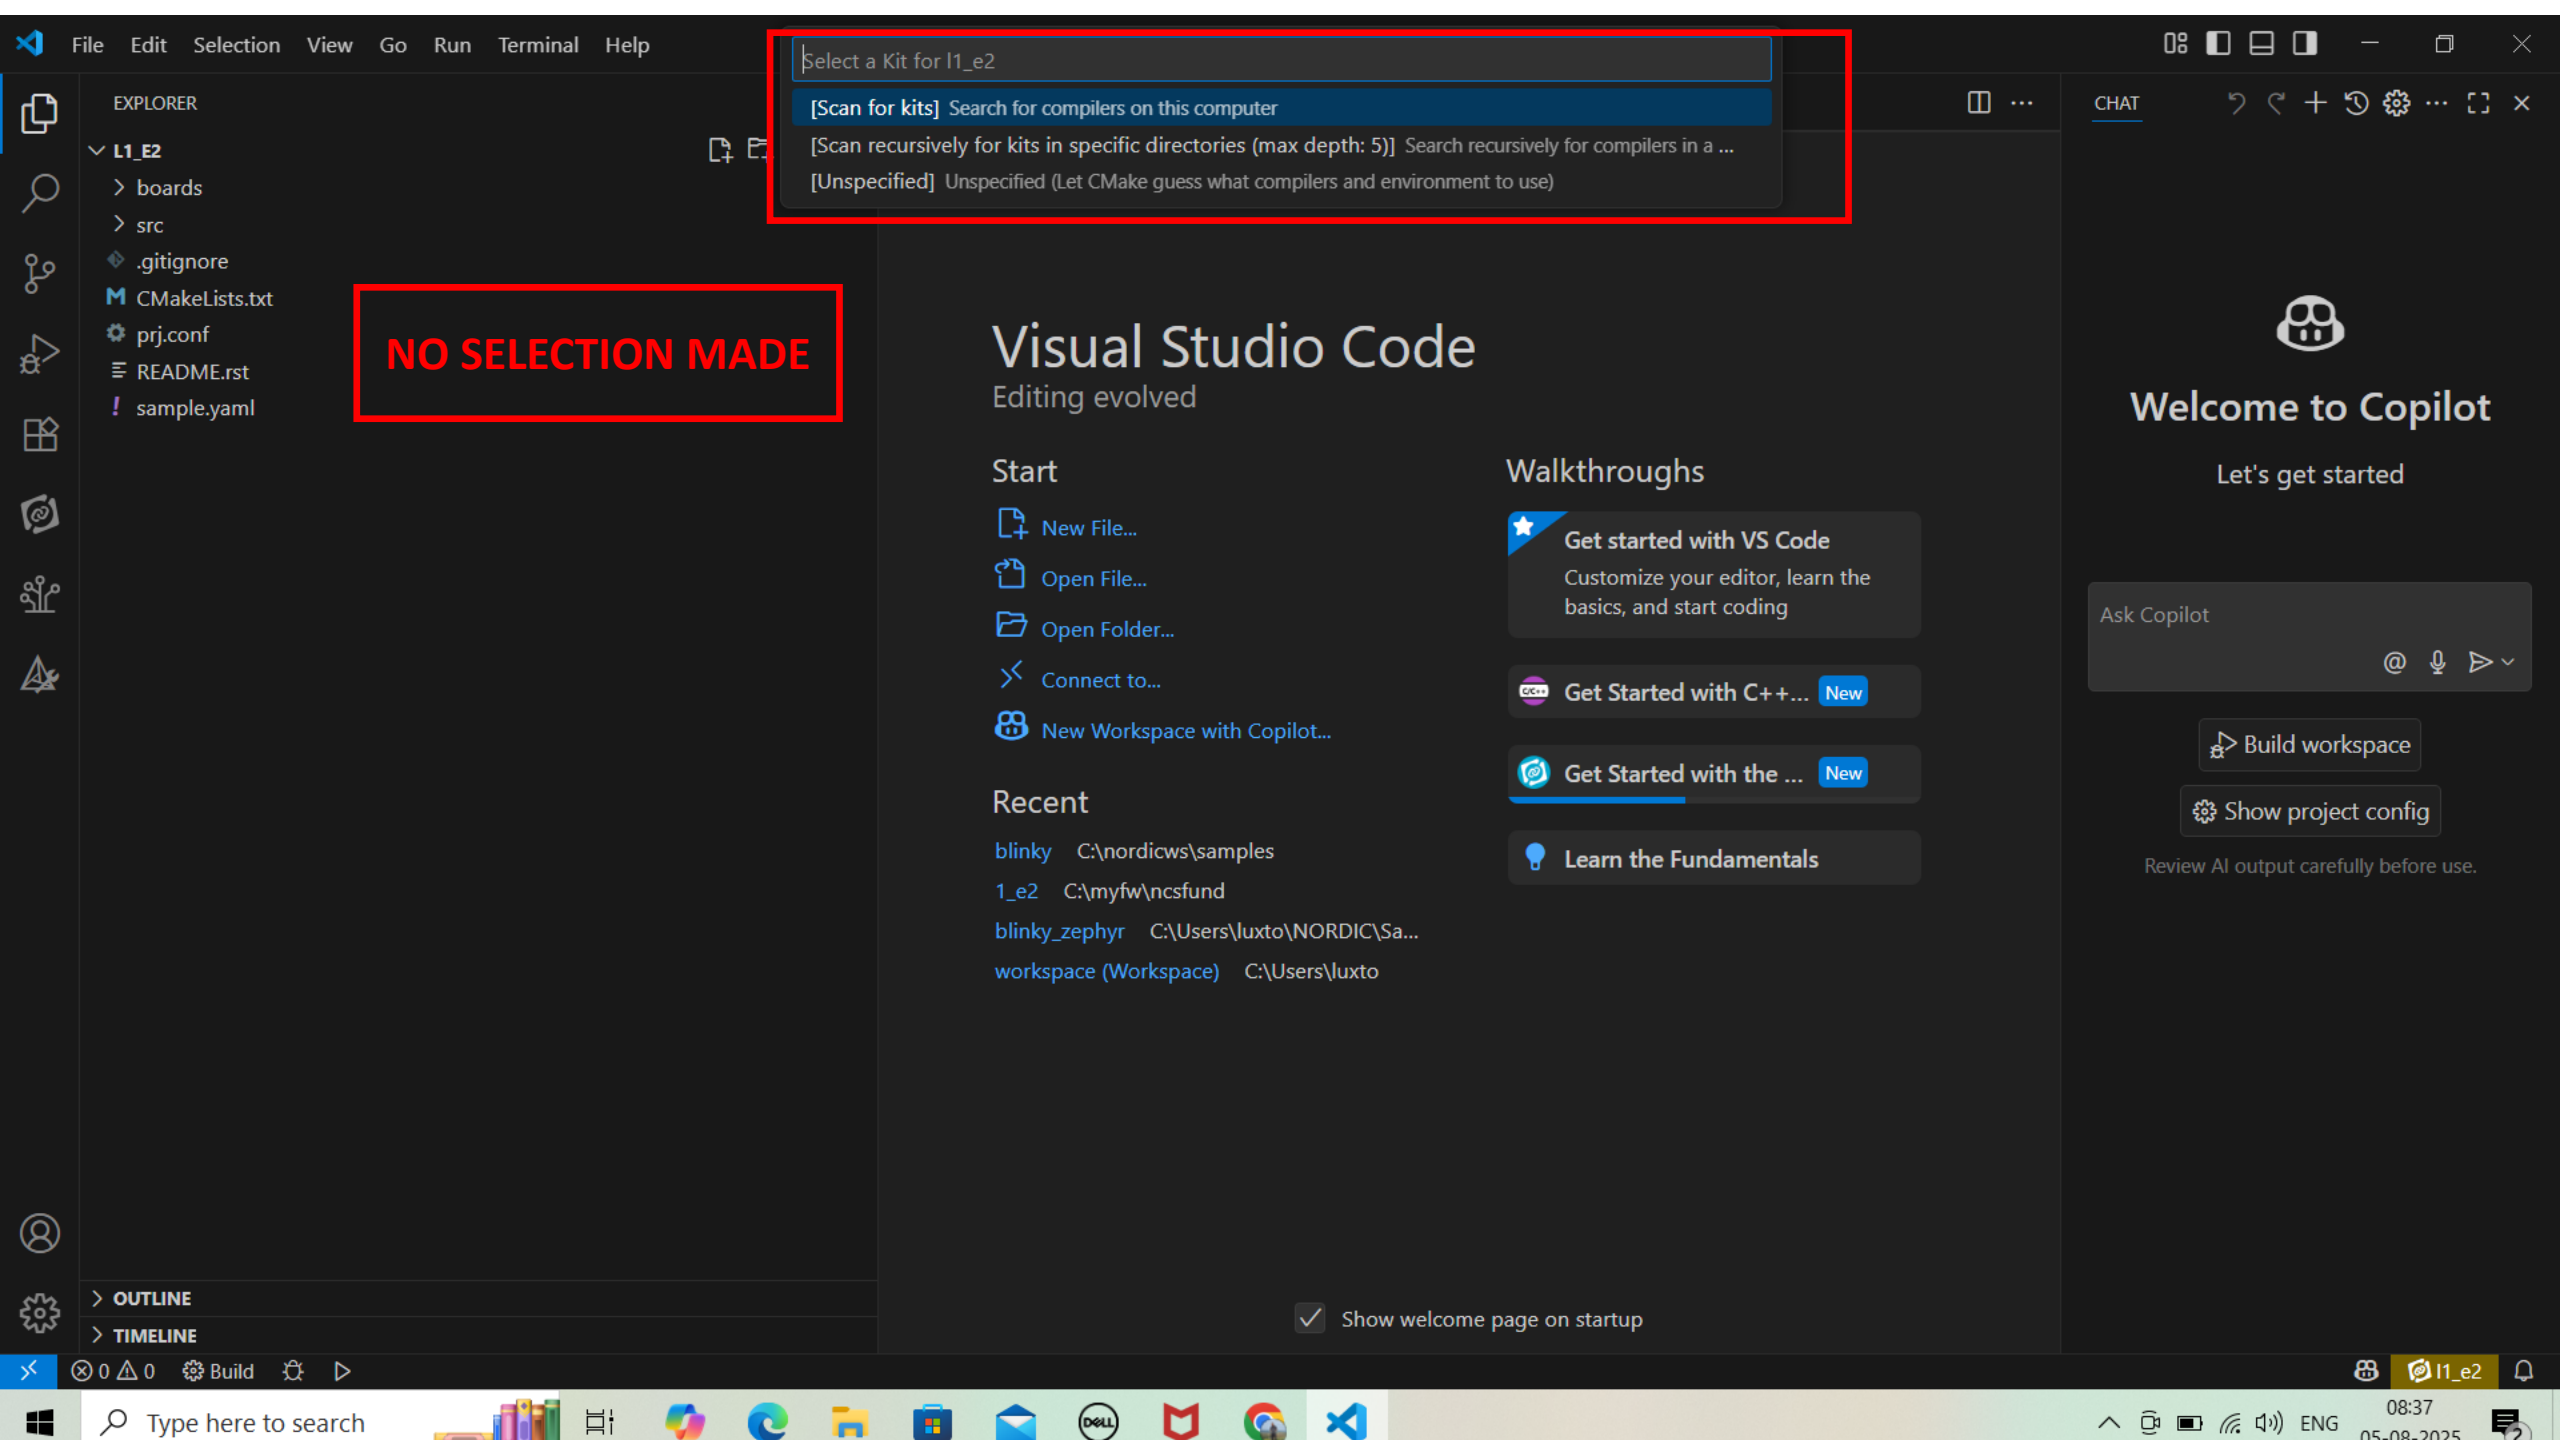 File Edit Selection View Go Run Terminal Help
Select a Kit for l1_e2
[Scan for kits] Search for compilers on this computer
[Scan recursively for kits in specific directories (max depth: 5)] Search recursively for compilers in a ...
[Unspecified] Unspecified (Let CMake guess what compilers and environment to use)
EXPLORER
L1_E2
boards
src
.gitignore
CMakeLists.txt
prj.conf
README.rst
sample.yaml
NO SELECTION MADE
OUTLINE
TIMELINE
Visual Studio Code
Editing evolved
Start
New File...
Open File...
Open Folder...
Connect to...
New Workspace with Copilot...
Recent
blinky C:\nordicws\samples
1_e2 C:\myfw\ncsfund
blinky_zephyr C:\Users\luxto\NORDIC\Sa...
workspace (Workspace) C:\Users\luxto
Walkthroughs
Get started with VS Code
Customize your editor, learn the
basics, and start coding
Get Started with C++... New
Get Started with the ... New
Learn the Fundamentals
Show welcome page on startup
CHAT
Welcome to Copilot
Let's get started
Ask Copilot
Build workspace
Show project config
Review AI output carefully before use.
0 0 Build
l1_e2
Type here to search
DELL
ENG
08:37
05-08-2025
2